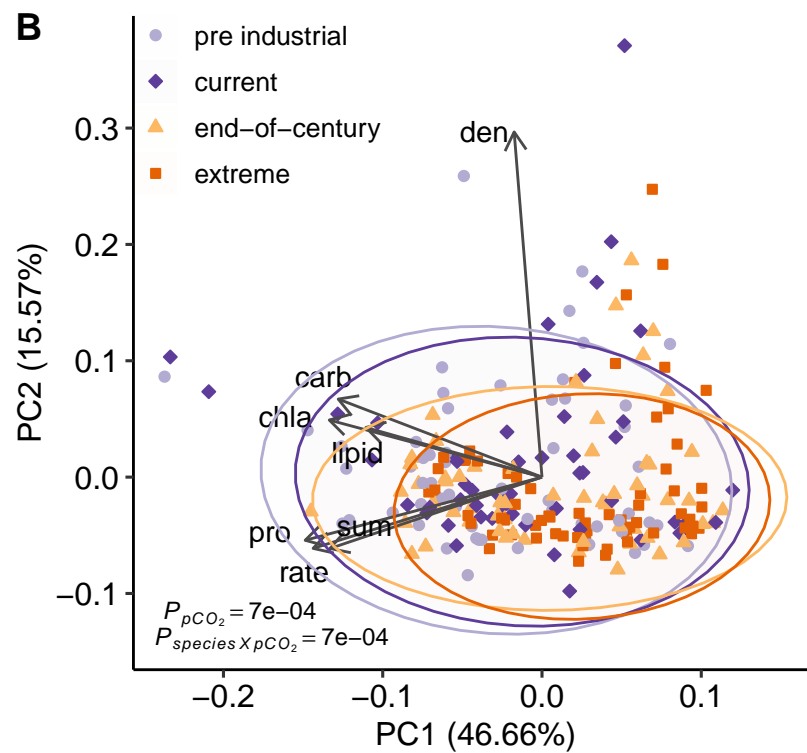 B
pre industrial
current
end−of−century
extreme
den
carb
chla
lipid
pro
sum
rate
P pCO₂ = 7e−04
P species X pCO₂ = 7e−04
0.3
0.2
0.1
0.0
−0.1
PC2 (15.57%)
−0.2 −0.1 0.0 0.1
PC1 (46.66%)